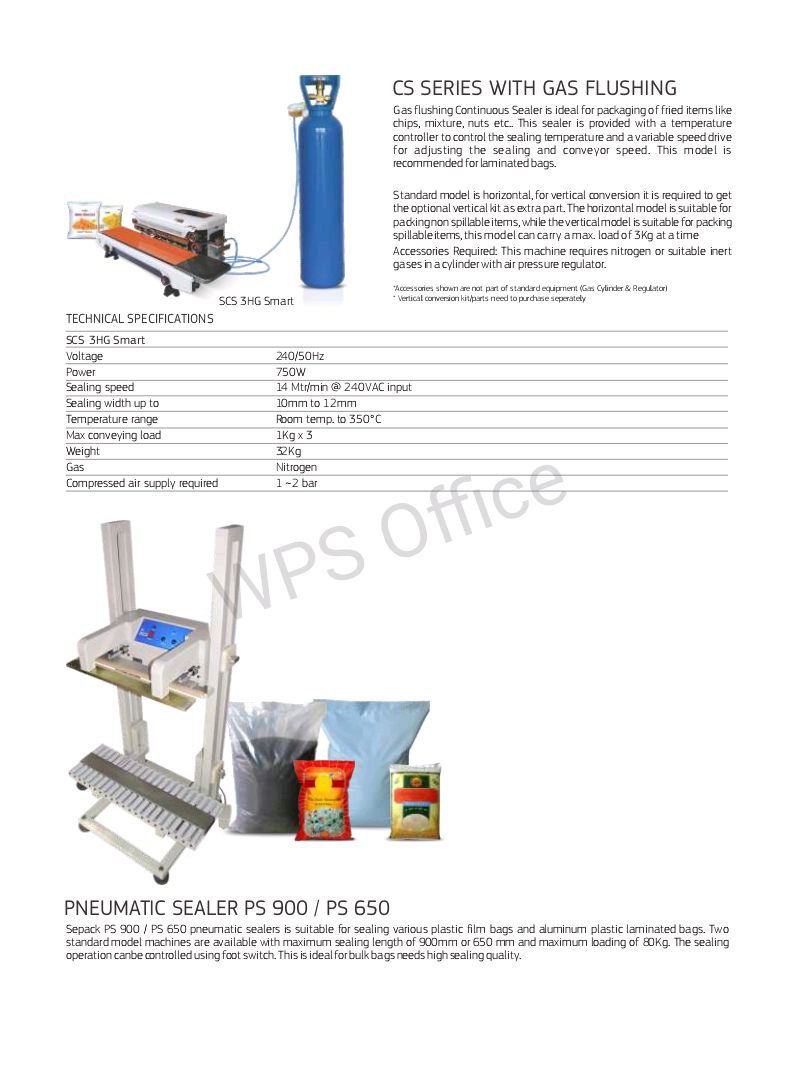 CS SERIES WITH GAS FLUSHING
Gas flushing Continuous Sealer is ideal for packaging of fried items like
chips, mixture, nuts etc.. This sealer is provided with a temperature
controller to control the sealing temperature and a variable speed drive
for adjusting the sealing and conveyor speed. This model is
recommended for laminated bags.
Standard model is horizontal, for vertical conversion it is required to get
the optional vertical kit as extra part. The horizontal model is suitable for
packing non spillable items, while the vertical model is suitable for packing
spillable items, this model can carry a max. load of 3Kg at a time
Accessories Required: This machine requires nitrogen or suitable inert
gases in a cylinder with air pressure regulator.
*Accessories shown are not part of standard equipment (Gas Cylinder & Regulator)
* Vertical conversion kit/parts need to purchase seperately
SCS 3HG Smart
TECHNICAL SPECIFICATIONS
SCS 3HG Smart
Voltage 240/50Hz
Power 750W
Sealing speed 14 Mtr/min @ 240VAC input
Sealing width up to 10mm to 12mm
Temperature range Room temp. to 350°C
Max conveying load 1Kg x 3
Weight 32Kg
Gas Nitrogen
Compressed air supply required 1 ~2 bar
WPS Office
PNEUMATIC SEALER PS 900 / PS 650
Sepack PS 900 / PS 650 pneumatic sealers is suitable for sealing various plastic film bags and aluminum plastic laminated bags. Two
standard model machines are available with maximum sealing length of 900mm or 650 mm and maximum loading of 80Kg. The sealing
operation canbe controlled using foot switch. This is ideal for bulk bags needs high sealing quality.